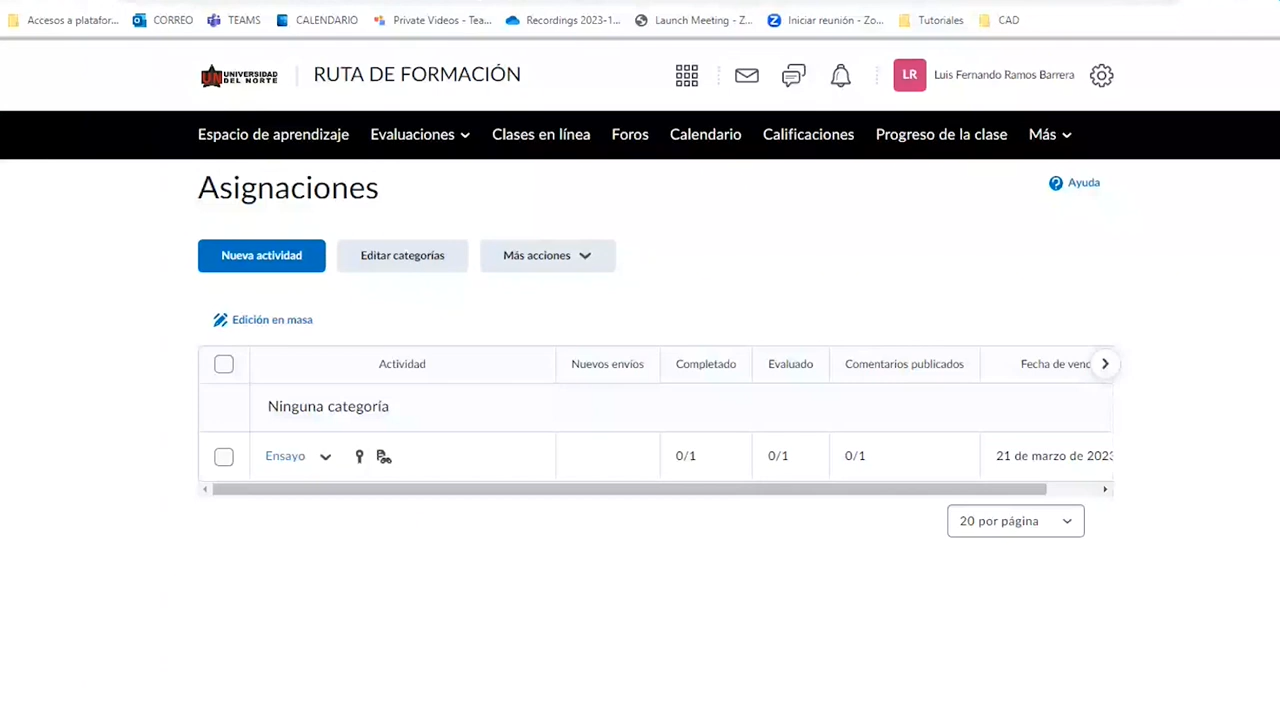 Accesos a platafor... CORREO TEAMS CALENDARIO Private Videos - Tea... Recordings 2023-1... Launch Meeting - Z... Iniciar reunión - Zo... Tutoriales CAD
UNIVERSIDAD DEL NORTE
RUTA DE FORMACIÓN
LR Luis Fernando Ramos Barrera
Espacio de aprendizaje Evaluaciones Clases en línea Foros Calendario Calificaciones Progreso de la clase Más
Asignaciones
Ayuda
Nueva actividad Editar categorías Más acciones
Edición en masa
Actividad Nuevos envíos Completado Evaluado Comentarios publicados Fecha de venc
Ninguna categoría
Ensayo 0/1 0/1 0/1 21 de marzo de 2023
20 por página